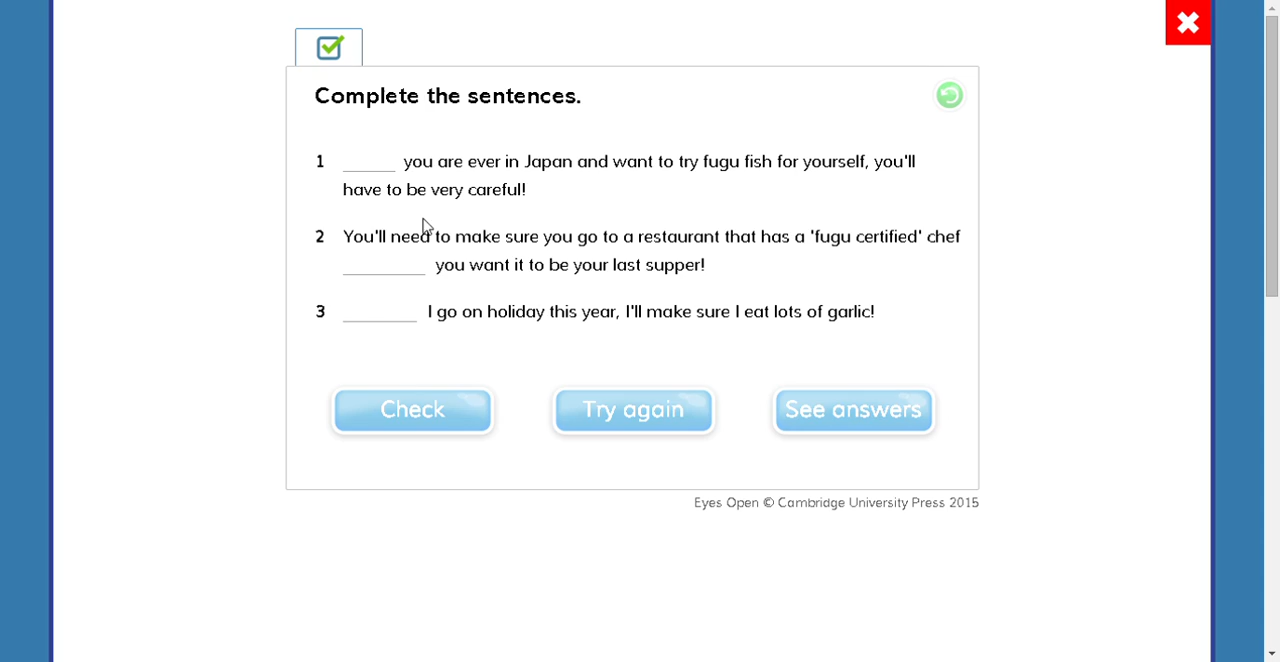 Complete the sentences.
1 ______ you are ever in Japan and want to try fugu fish for yourself, you'll
have to be very careful!
2 You'll need to make sure you go to a restaurant that has a 'fugu certified' chef
__________ you want it to be your last supper!
3 _________ I go on holiday this year, I'll make sure I eat lots of garlic!
Check Try again See answers
Eyes Open © Cambridge University Press 2015